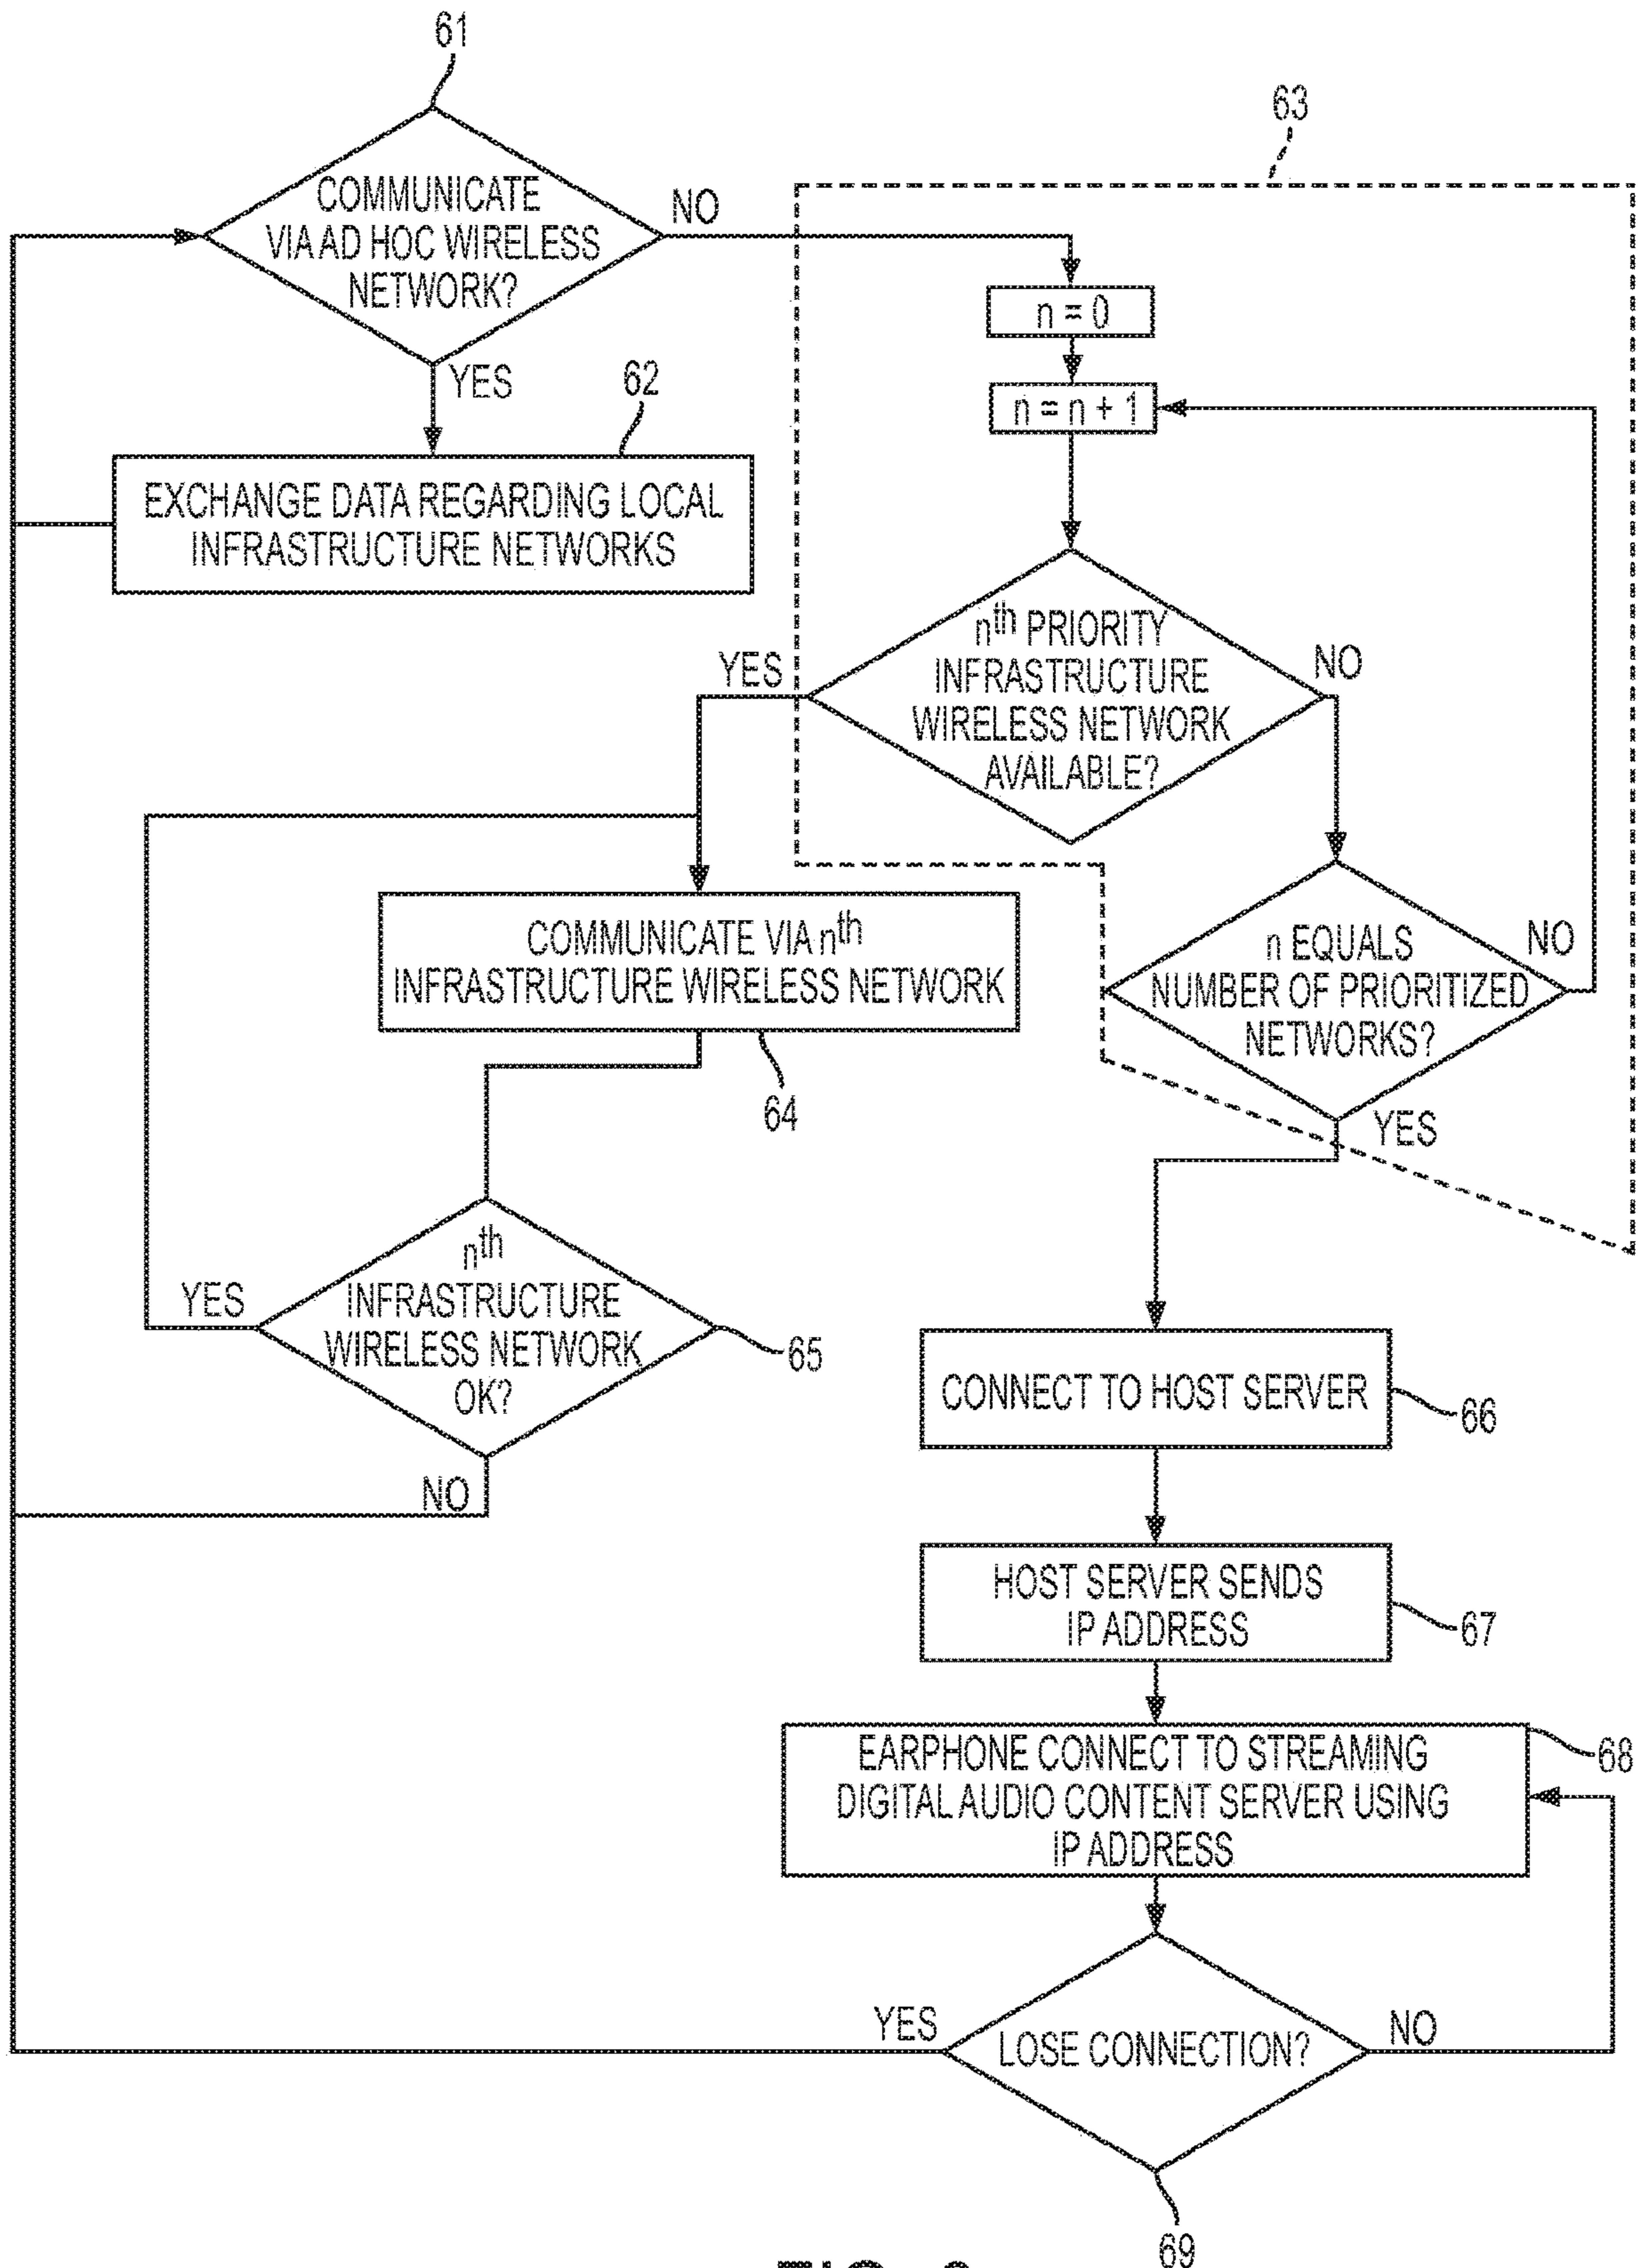 61
COMMUNICATE
VIA AD HOC WIRELESS
NETWORK?
NO
YES
62
EXCHANGE DATA REGARDING LOCAL
INFRASTRUCTURE NETWORKS
63
n = 0
n = n + 1
nth PRIORITY
INFRASTRUCTURE
WIRELESS NETWORK
AVAILABLE?
YES
NO
n EQUALS
NUMBER OF PRIORITIZED
NETWORKS?
NO
YES
COMMUNICATE VIA nth
INFRASTRUCTURE WIRELESS NETWORK
64
nth
INFRASTRUCTURE
WIRELESS NETWORK
OK?
YES
65
NO
CONNECT TO HOST SERVER
66
HOST SERVER SENDS
IP ADDRESS
67
EARPHONE CONNECT TO STREAMING
DIGITAL AUDIO CONTENT SERVER USING
IP ADDRESS
68
LOSE CONNECTION?
YES
NO
69